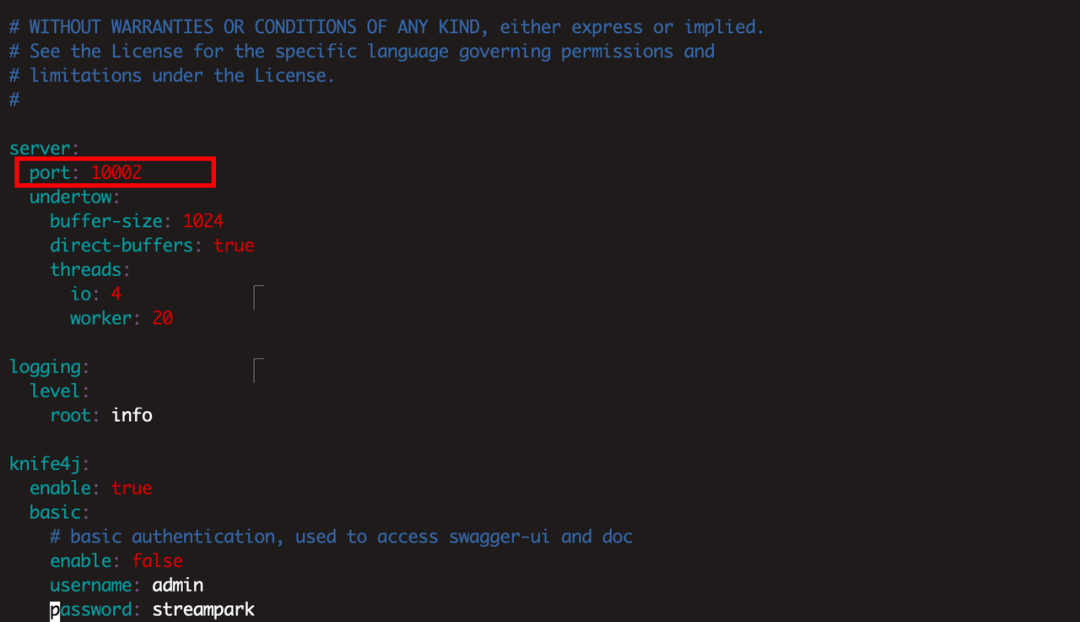 # WITHOUT WARRANTIES OR CONDITIONS OF ANY KIND, either express or implied.
# See the License for the specific language governing permissions and
# limitations under the License.
#
server:
  port: 10002
  undertow:
    buffer-size: 1024
    direct-buffers: true
    threads:
      io: 4
      worker: 20
logging:
  level:
    root: info
knife4j:
  enable: true
  basic:
    # basic authentication, used to access swagger-ui and doc
    enable: false
    username: admin
    password: streampark